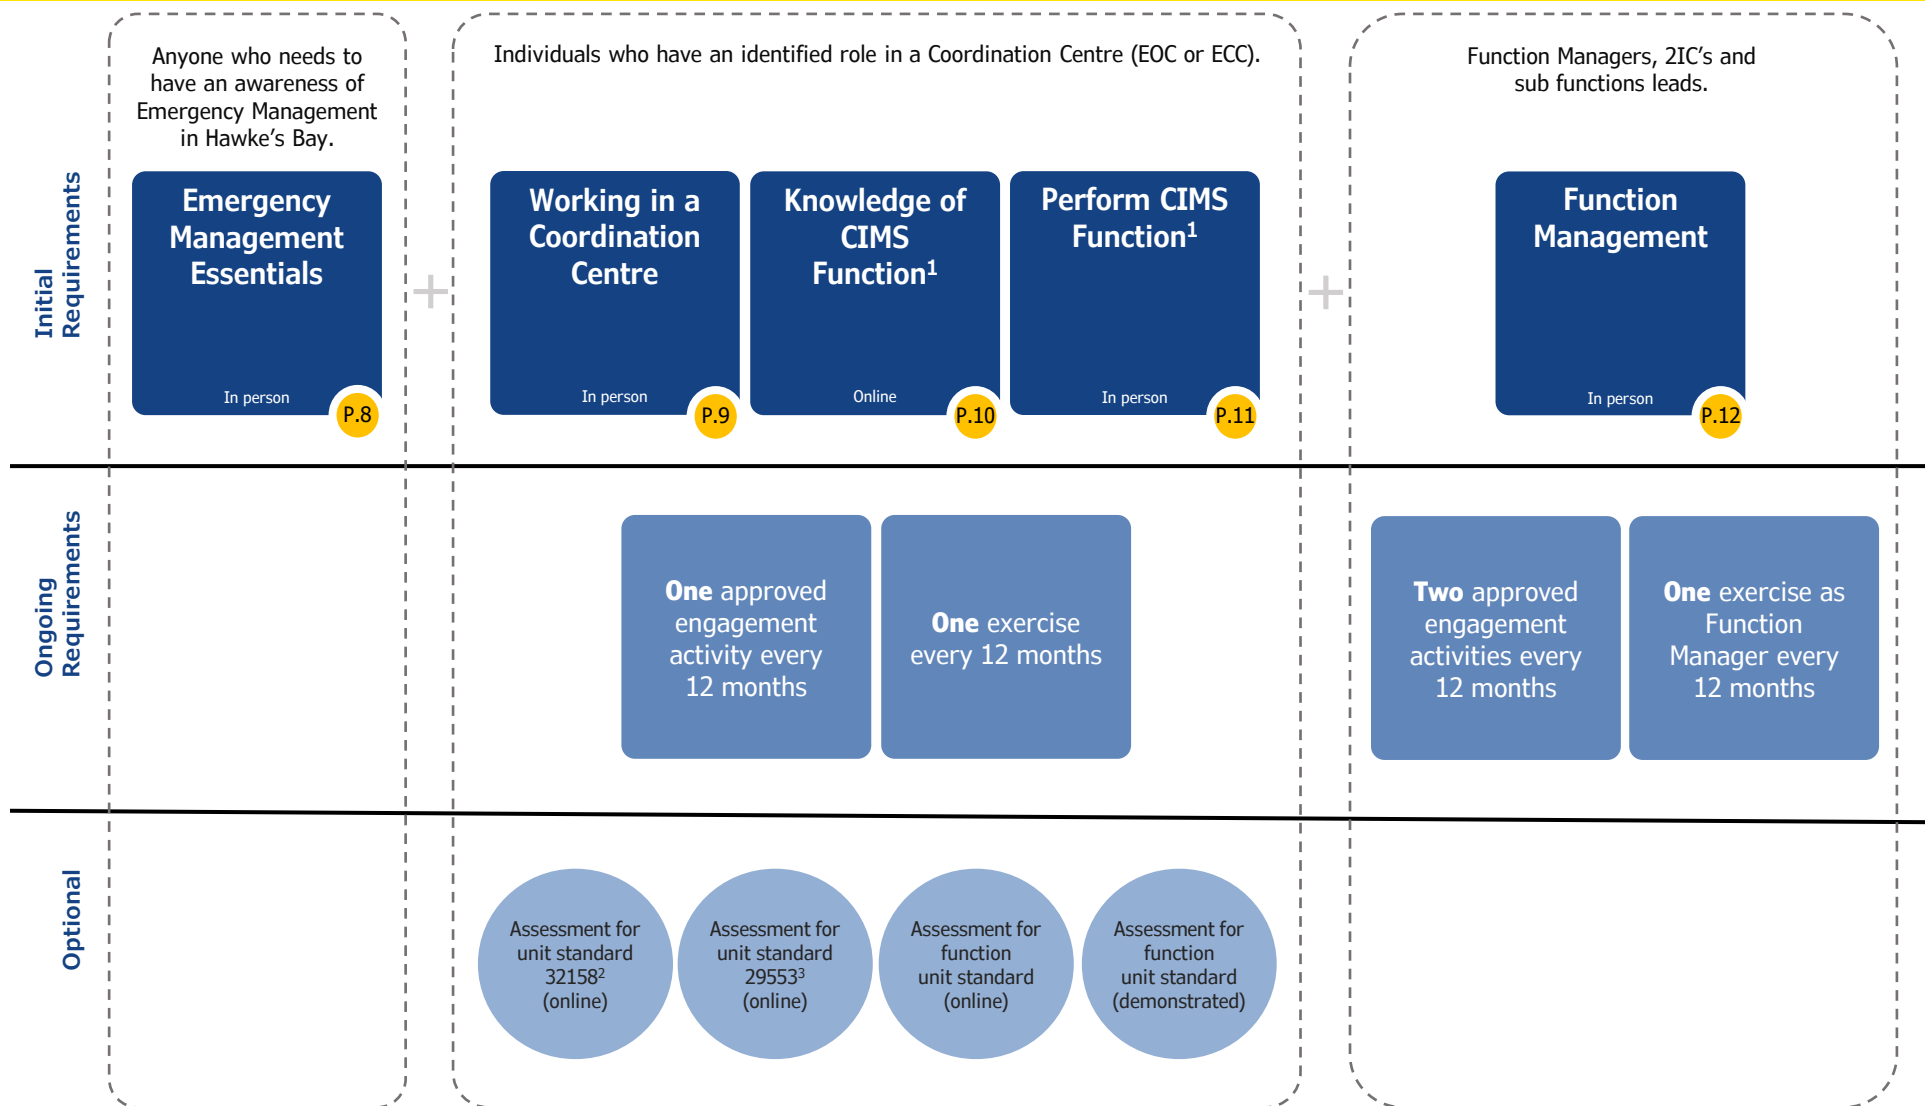 Anyone who needs to
have an awareness of
Emergency Management
in Hawke's Bay.
Individuals who have an identified role in a Coordination Centre (EOC or ECC).
Function Managers, 2IC's and
sub functions leads.
Initial
Requirements
Emergency
Management
Essentials
In person
P.8
+
Working in a
Coordination
Centre
In person
P.9
Knowledge of
CIMS
Function¹
Online
P.10
Perform CIMS
Function¹
In person
P.11
+
Function
Management
In person
P.12
Ongoing
Requirements
One approved
engagement
activity every
12 months
One exercise
every 12 months
Two approved
engagement
activities every
12 months
One exercise as
Function
Manager every
12 months
Optional
Assessment for
unit standard
32158²
(online)
Assessment for
unit standard
29553³
(online)
Assessment for
function
unit standard
(online)
Assessment for
function
unit standard
(demonstrated)